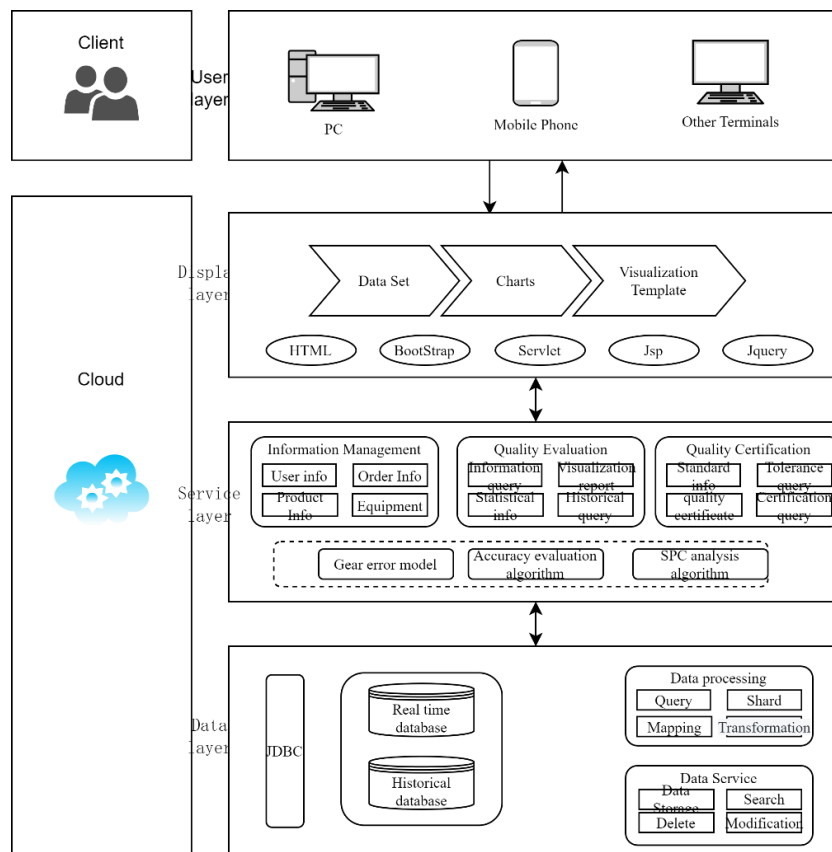 Client
User
layer
PC
Mobile Phone
Other Terminals
Display
layer
Data Set
Charts
Visualization
Template
HTML
BootStrap
Servlet
Jsp
Jquery
Cloud
Service
layer
Information Management
User info
Order Info
Product
Info
Equipment
Quality Evaluation
Information
query
Visualization
report
Statistical
info
Historical
query
Quality Certification
Standard
info
Tolerance
query
quality
certificate
Certification
query
Gear error model
Accuracy evaluation
algorithm
SPC analysis
algorithm
Data
layer
JDBC
Real time
database
Historical
database
Data processing
Query
Shard
Mapping
Transformation
Data Service
Data
Storage
Search
Delete
Modification